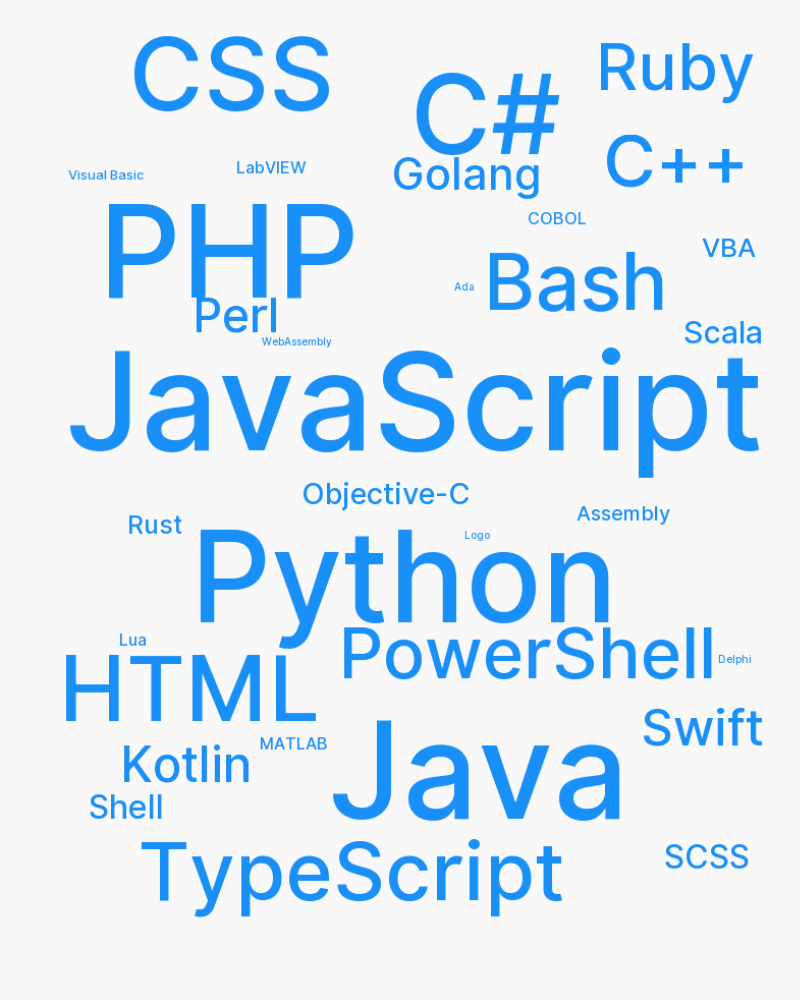 CSS
Ruby
C#
C++
Golang
LabVIEW
Visual Basic
PHP
COBOL
VBA
Bash
Ada
Perl
Scala
WebAssembly
JavaScript
Objective-C
Assembly
Rust
Logo
Python
Lua
PowerShell
Delphi
HTML
Swift
MATLAB
Kotlin
Java
Shell
SCSS
TypeScript